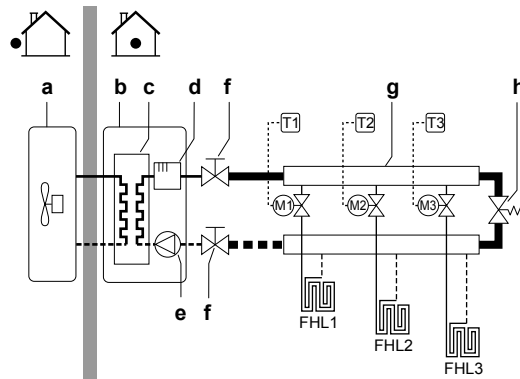 a b c d f g h
T1 T2 T3
M1 M2 M3
e f
FHL1
FHL2
FHL3